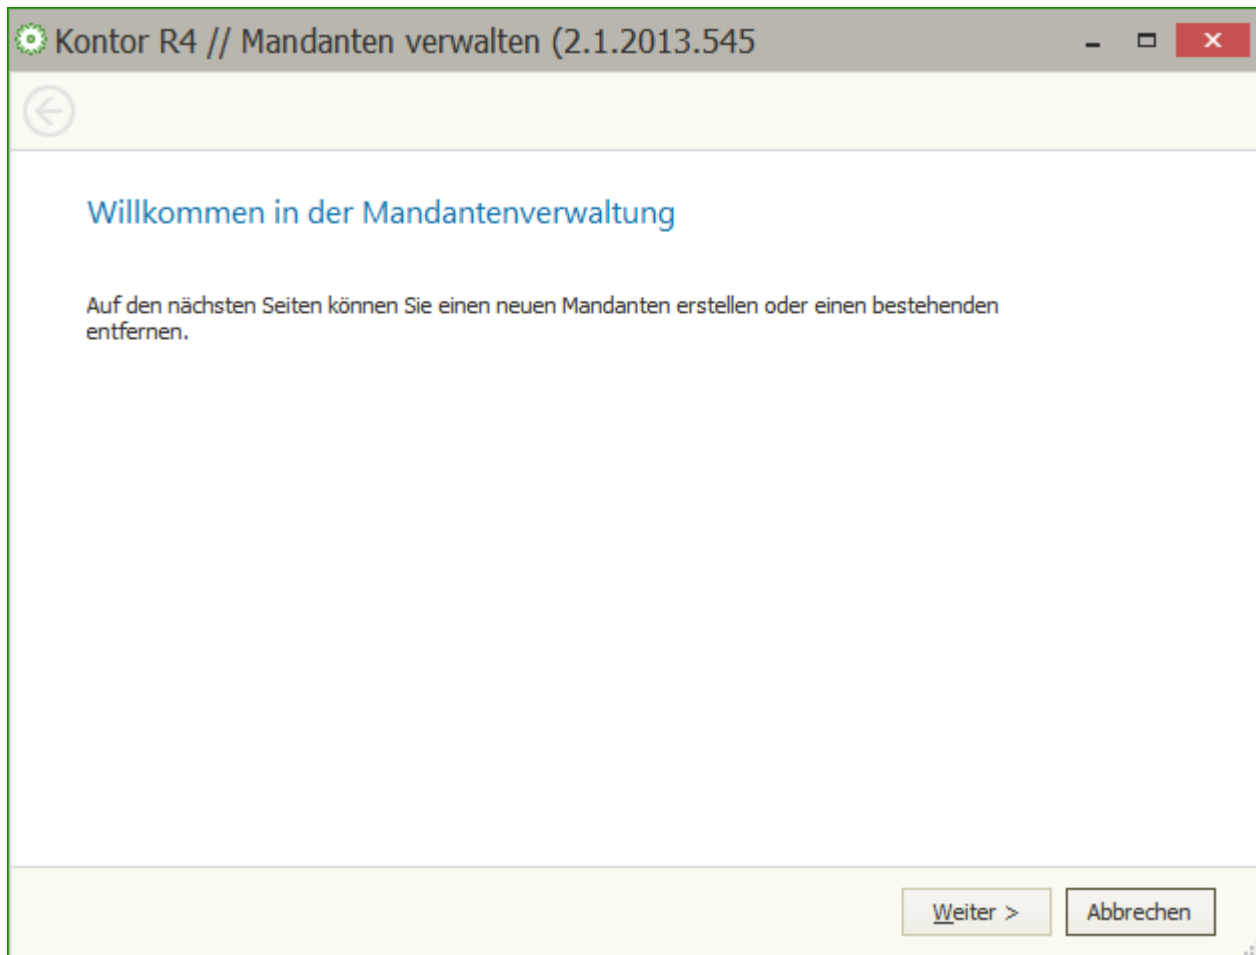 Kontor R4 // Mandanten verwalten (2.1.2013.545
Willkommen in der Mandantenverwaltung
Auf den nächsten Seiten können Sie einen neuen Mandanten erstellen oder einen bestehenden
entfernen.
Weiter >
Abbrechen